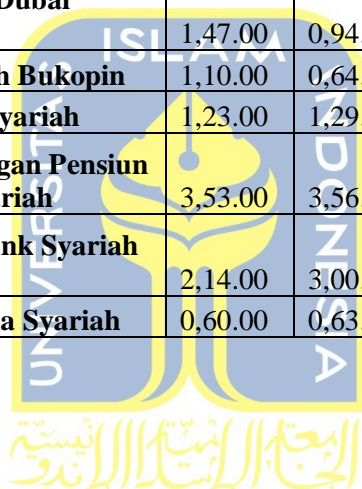 Dubai
1,47.00 0,94.
h Bukopin 1,10.00 0,64.
yariah 1,23.00 1,29.
gan Pensiun
riah 3,53.00 3,56.
nk Syariah
2,14.00 3,00.
a Syariah 0,60.00 0,63.
ISLAM
UNIVERSITAS
INDONESIA